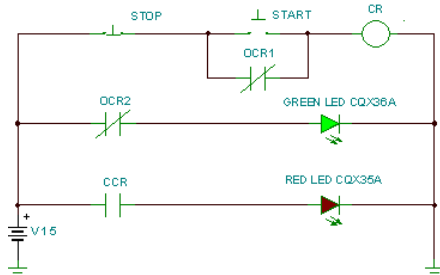 STOP
START
CR
OCR1
OCR2
GREEN LED CQX36A
CCR
RED LED CQX35A
+
V15